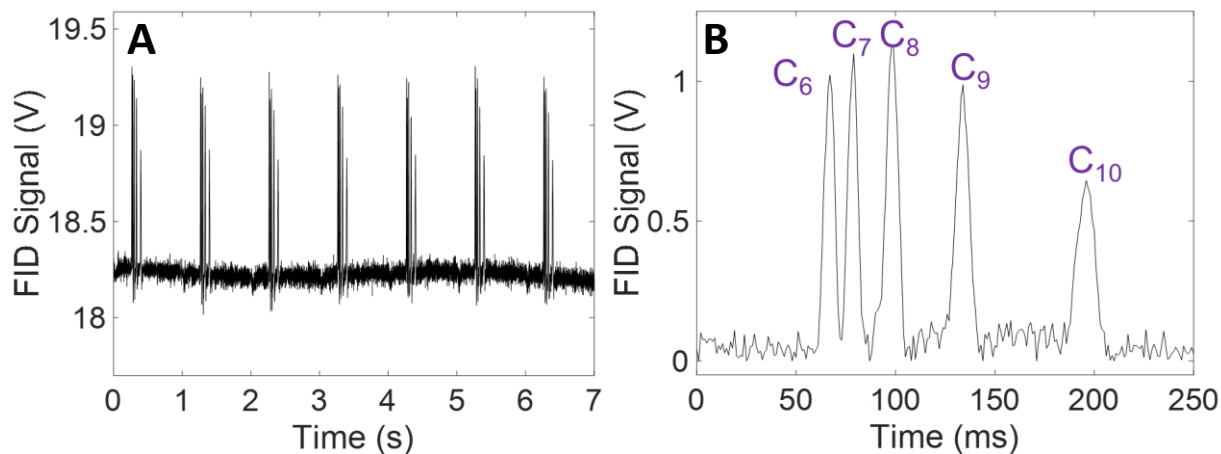 A
FID Signal (V)
19.5
19
18.5
18
0 1 2 3 4 5 6 7
Time (s)
B
FID Signal (V)
1
0.5
0
C₆
C₇
C₈
C₉
C₁₀
0 50 100 150 200 250
Time (ms)